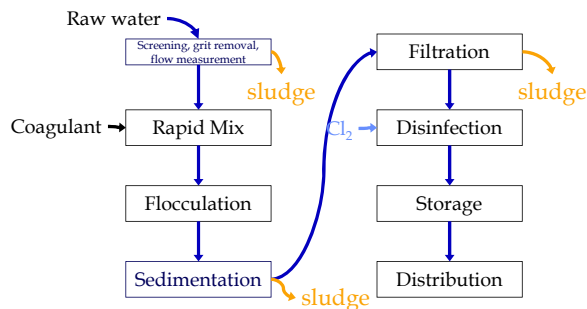 Raw water
Screening, grit removal,
flow measurement
sludge
Coagulant
Rapid Mix
Flocculation
Sedimentation
sludge
Filtration
sludge
Cl₂
Disinfection
Storage
Distribution